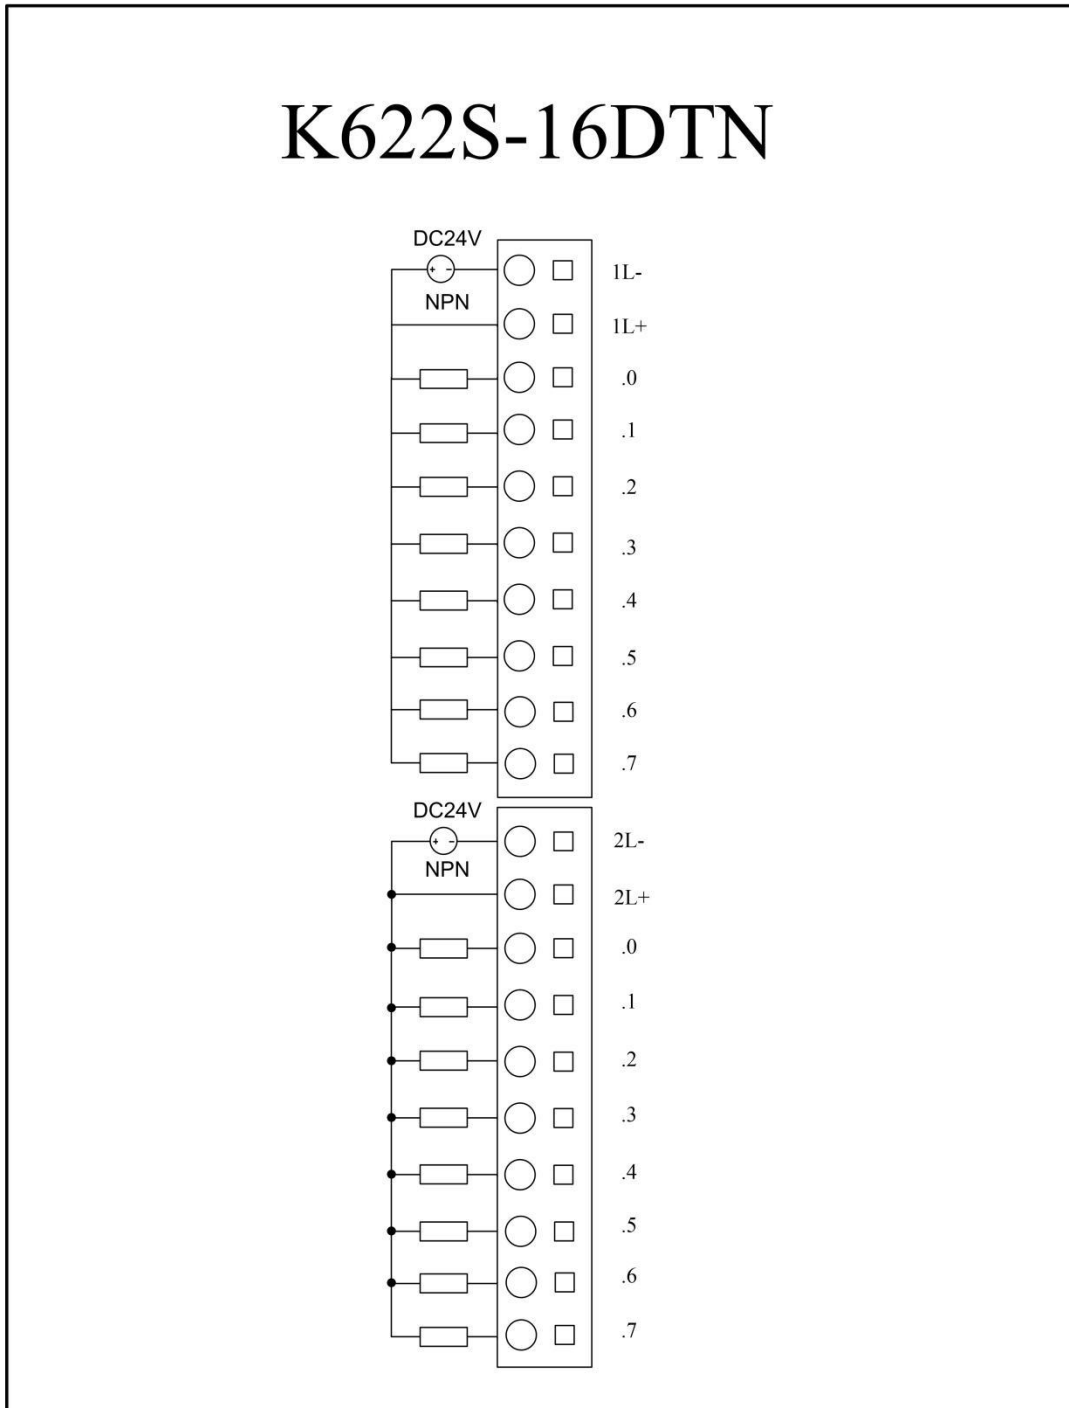 K622S-16DTN
DC24V
+ -
1L-
NPN
1L+
.0
.1
.2
.3
.4
.5
.6
.7
DC24V
+ -
2L-
NPN
2L+
.0
.1
.2
.3
.4
.5
.6
.7